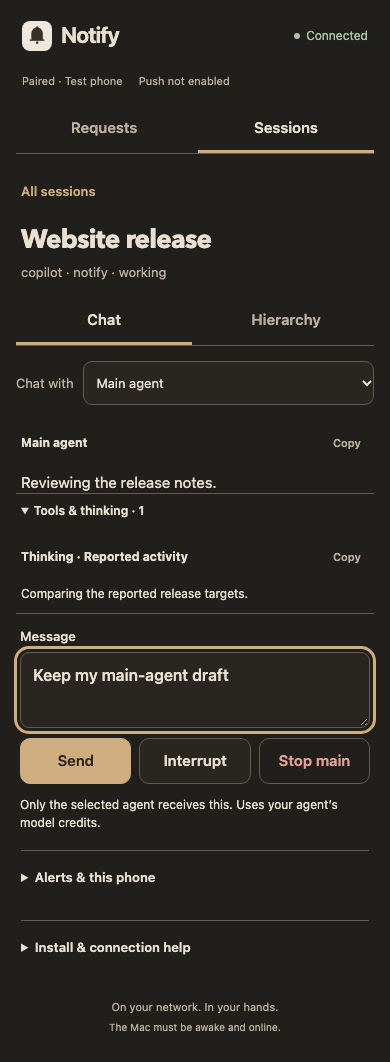 Notify
Connected
Paired · Test phone Push not enabled
Requests Sessions
All sessions
Website release
copilot · notify · working
Chat Hierarchy
Chat with Main agent
Main agent Copy
Reviewing the release notes.
Tools & thinking · 1
Thinking · Reported activity Copy
Comparing the reported release targets.
Message
Keep my main-agent draft
Send Interrupt Stop main
Only the selected agent receives this. Uses your agent's
model credits.
Alerts & this phone
Install & connection help
On your network. In your hands.
The Mac must be awake and online.